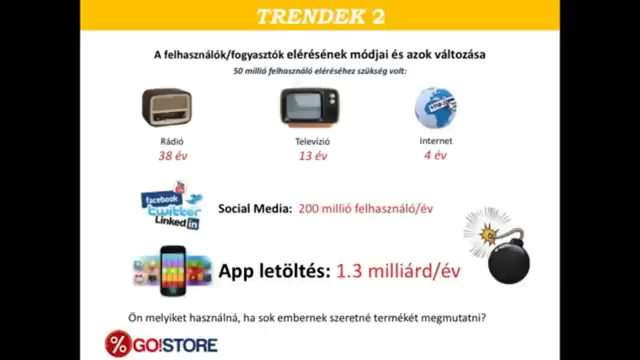 TRENDEK 2
A felhasználók/fogyasztók elérésének módjai és azok változása
50 millió felhasználó eléréséhez szükség volt:
Rádió
Televízió
Internet
38 év
13 év
4 év
facebook
twitter
Linked in
Social Media: 200 millió felhasználó/év
App letöltés: 1.3 milliárd/év
Ön melyiket használná, ha sok embernek szeretné termékét megmutatni?
% GO!STORE